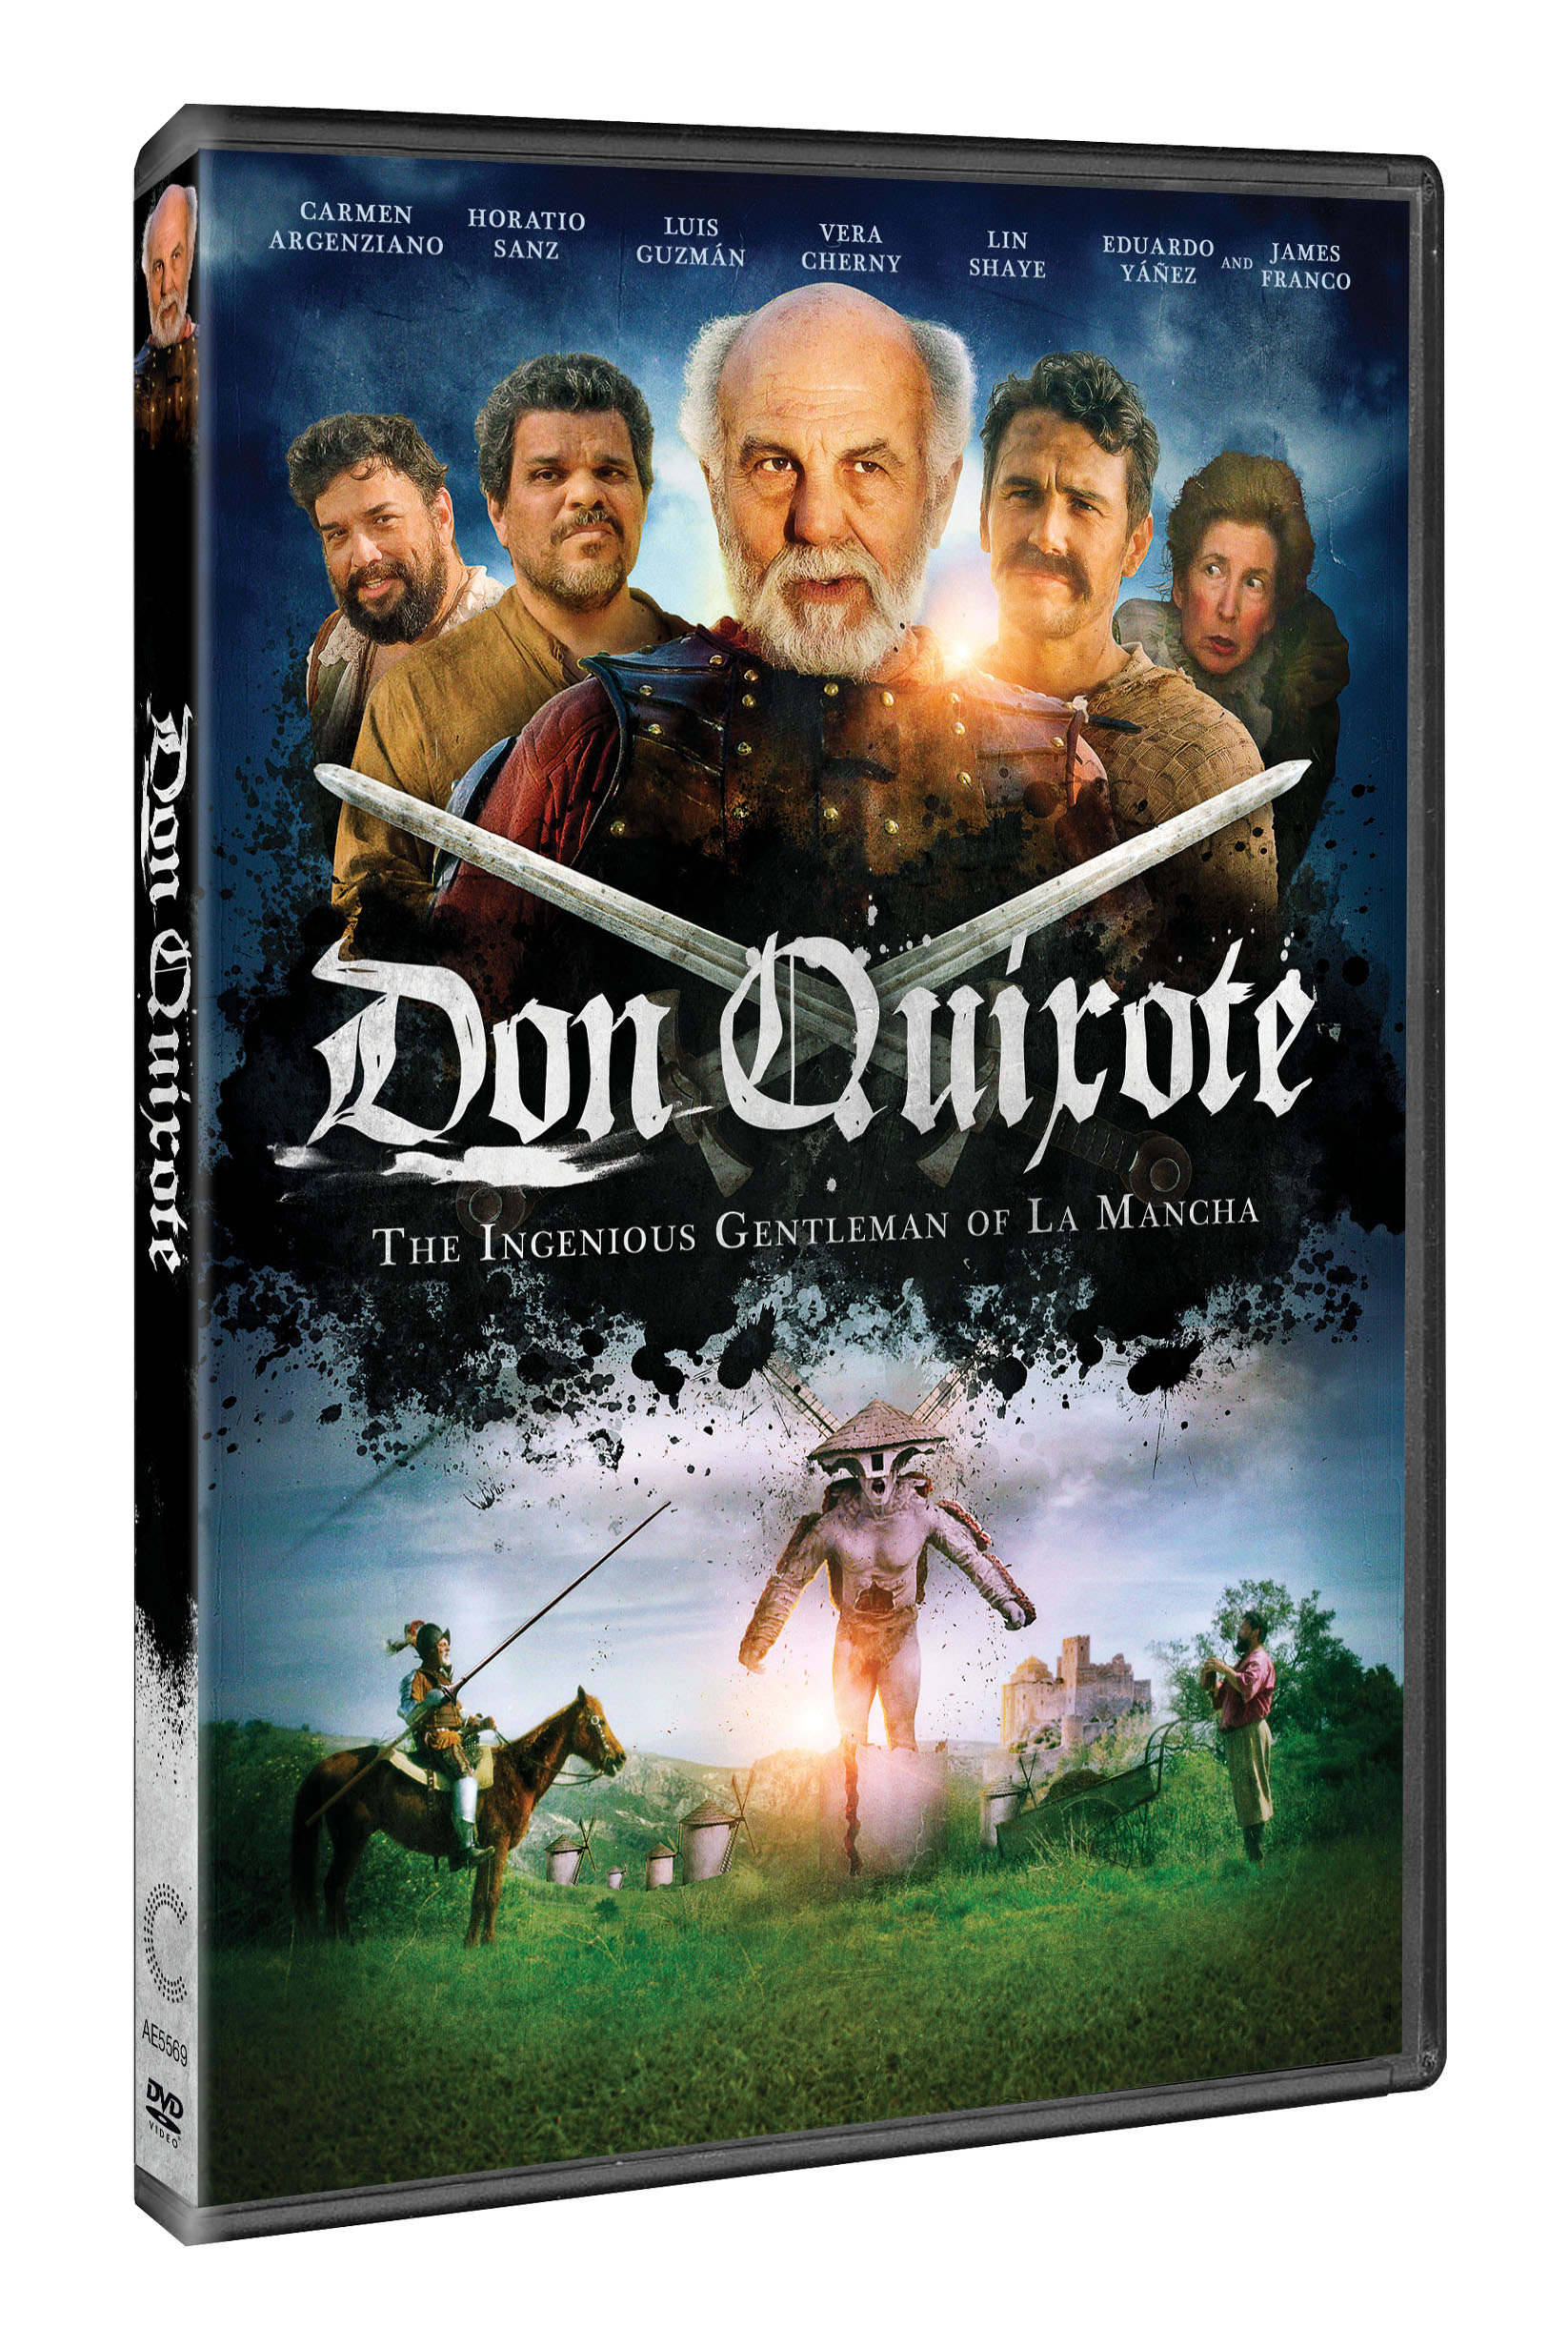 CARMEN
ARGENZIANO
HORATIO
SANZ
LUIS
GUZMÁN
VERA
CHERNY
LIN
SHAYE
EDUARDO
YÁÑEZ
AND
JAMES
FRANCO
Don Quixote
THE INGENIOUS GENTLEMAN OF LA MANCHA
Don Quixote
C
AE5569
DVD
VIDEO